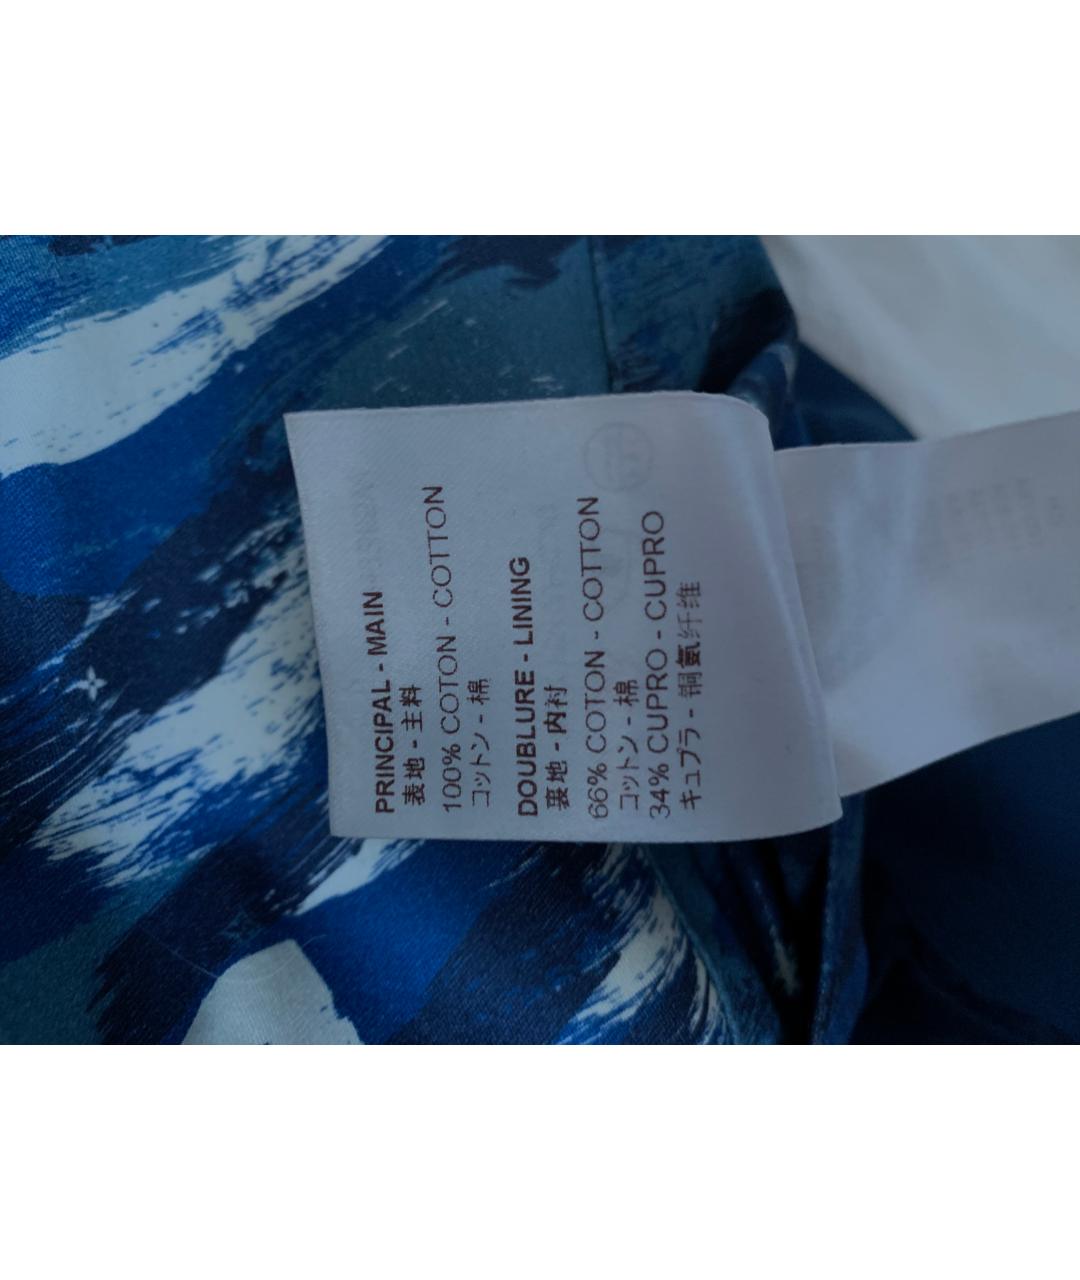 PRINCIPAL - MAIN
表地 - 主料
100% COTON - COTTON
コットン - 棉
DOUBLURE - LINING
裏地 - 内衬
66% COTON - COTTON
コットン - 棉
34% CUPRO - CUPRO
キュプラ - 铜氨纤维